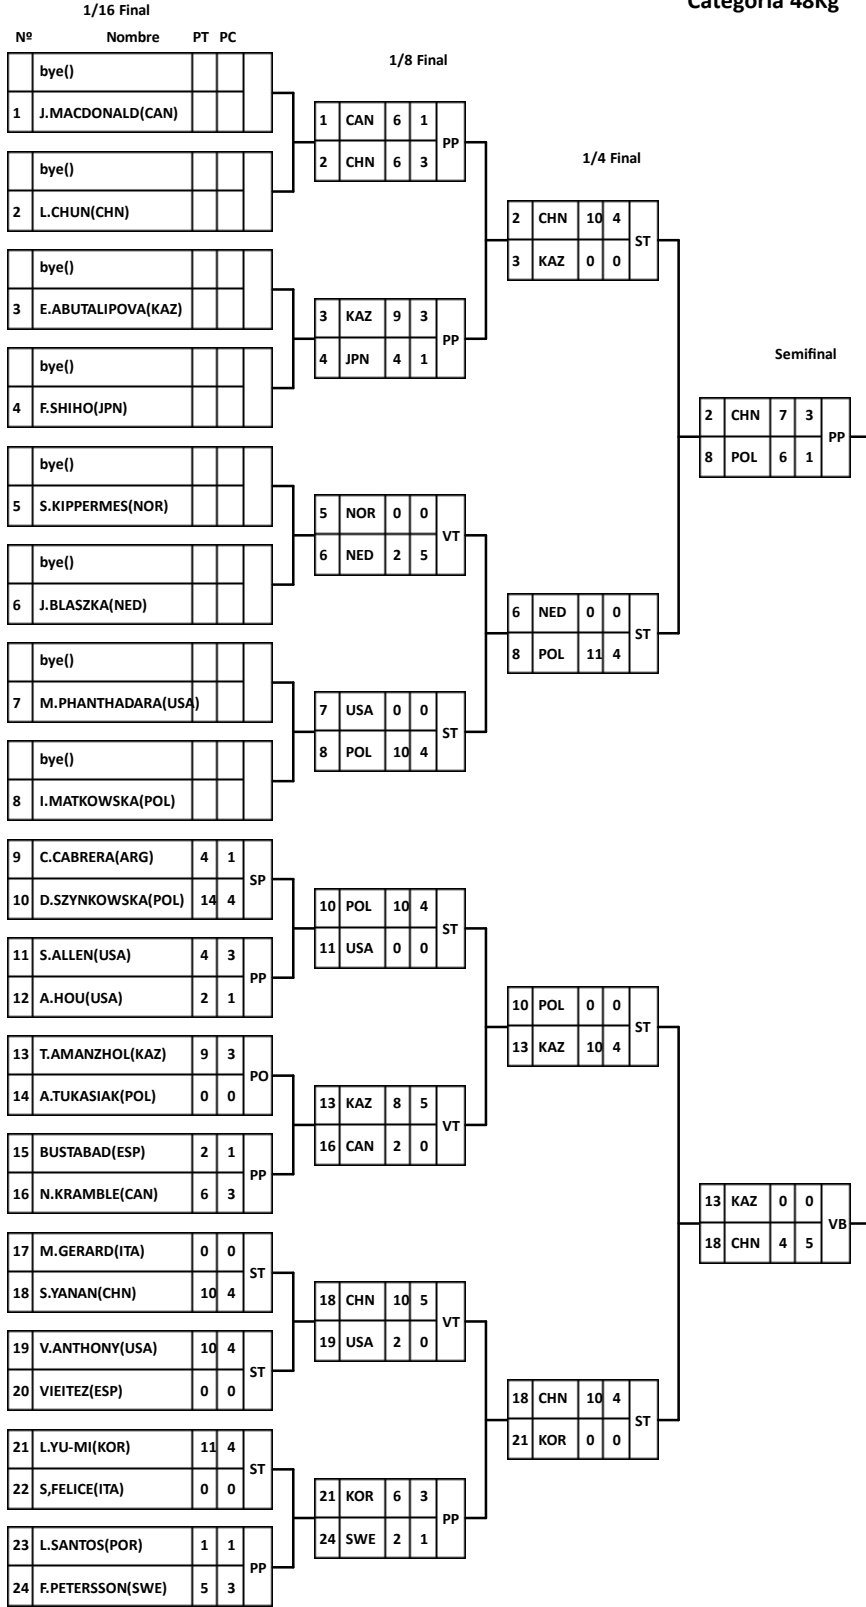 Categoría 48Kg
1/16 Final
Nº Nombre PT PC
bye()
1 J.MACDONALD(CAN)
bye()
2 L.CHUN(CHN)
bye()
3 E.ABUTALIPOVA(KAZ)
bye()
4 F.SHIHO(JPN)
bye()
5 S.KIPPERMES(NOR)
bye()
6 J.BLASZKA(NED)
bye()
7 M.PHANTHADARA(USA)
bye()
8 I.MATKOWSKA(POL)
9 C.CABRERA(ARG) 4 1
SP
10 D.SZYNKOWSKA(POL) 14 4
11 S.ALLEN(USA) 4 3
PP
12 A.HOU(USA) 2 1
13 T.AMANZHOL(KAZ) 9 3
PO
14 A.TUKASIAK(POL) 0 0
15 BUSTABAD(ESP) 2 1
PP
16 N.KRAMBLE(CAN) 6 3
17 M.GERARD(ITA) 0 0
ST
18 S.YANAN(CHN) 10 4
19 V.ANTHONY(USA) 10 4
ST
20 VIEITEZ(ESP) 0 0
21 L.YU-MI(KOR) 11 4
ST
22 S,FELICE(ITA) 0 0
23 L.SANTOS(POR) 1 1
PP
24 F.PETERSSON(SWE) 5 3
1/8 Final
1 CAN 6 1
PP
2 CHN 6 3
3 KAZ 9 3
PP
4 JPN 4 1
5 NOR 0 0
VT
6 NED 2 5
7 USA 0 0
ST
8 POL 10 4
10 POL 10 4
ST
11 USA 0 0
13 KAZ 8 5
VT
16 CAN 2 0
18 CHN 10 5
VT
19 USA 2 0
21 KOR 6 3
PP
24 SWE 2 1
1/4 Final
2 CHN 10 4
ST
3 KAZ 0 0
6 NED 0 0
ST
8 POL 11 4
10 POL 0 0
ST
13 KAZ 10 4
18 CHN 10 4
ST
21 KOR 0 0
Semifinal
2 CHN 7 3
PP
8 POL 6 1
13 KAZ 0 0
VB
18 CHN 4 5